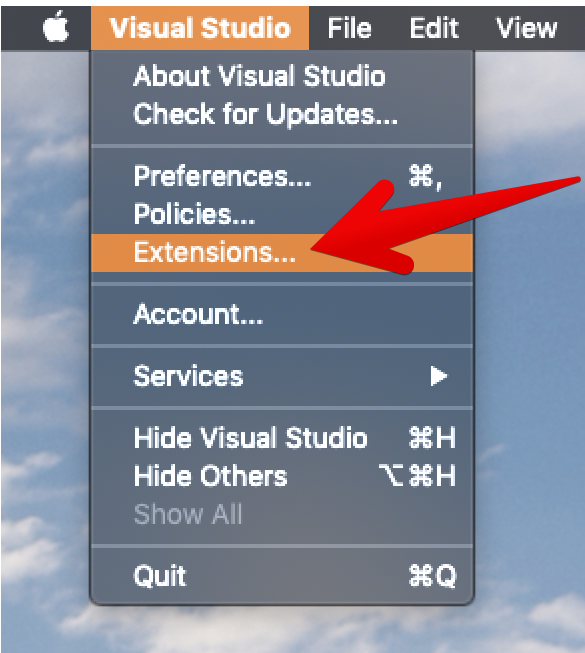 Visual Studio File Edit View
About Visual Studio
Check for Updates...
Preferences... ⌘,
Policies...
Extensions...
Account...
Services ▶
Hide Visual Studio ⌘H
Hide Others ⌥⌘H
Show All
Quit ⌘Q